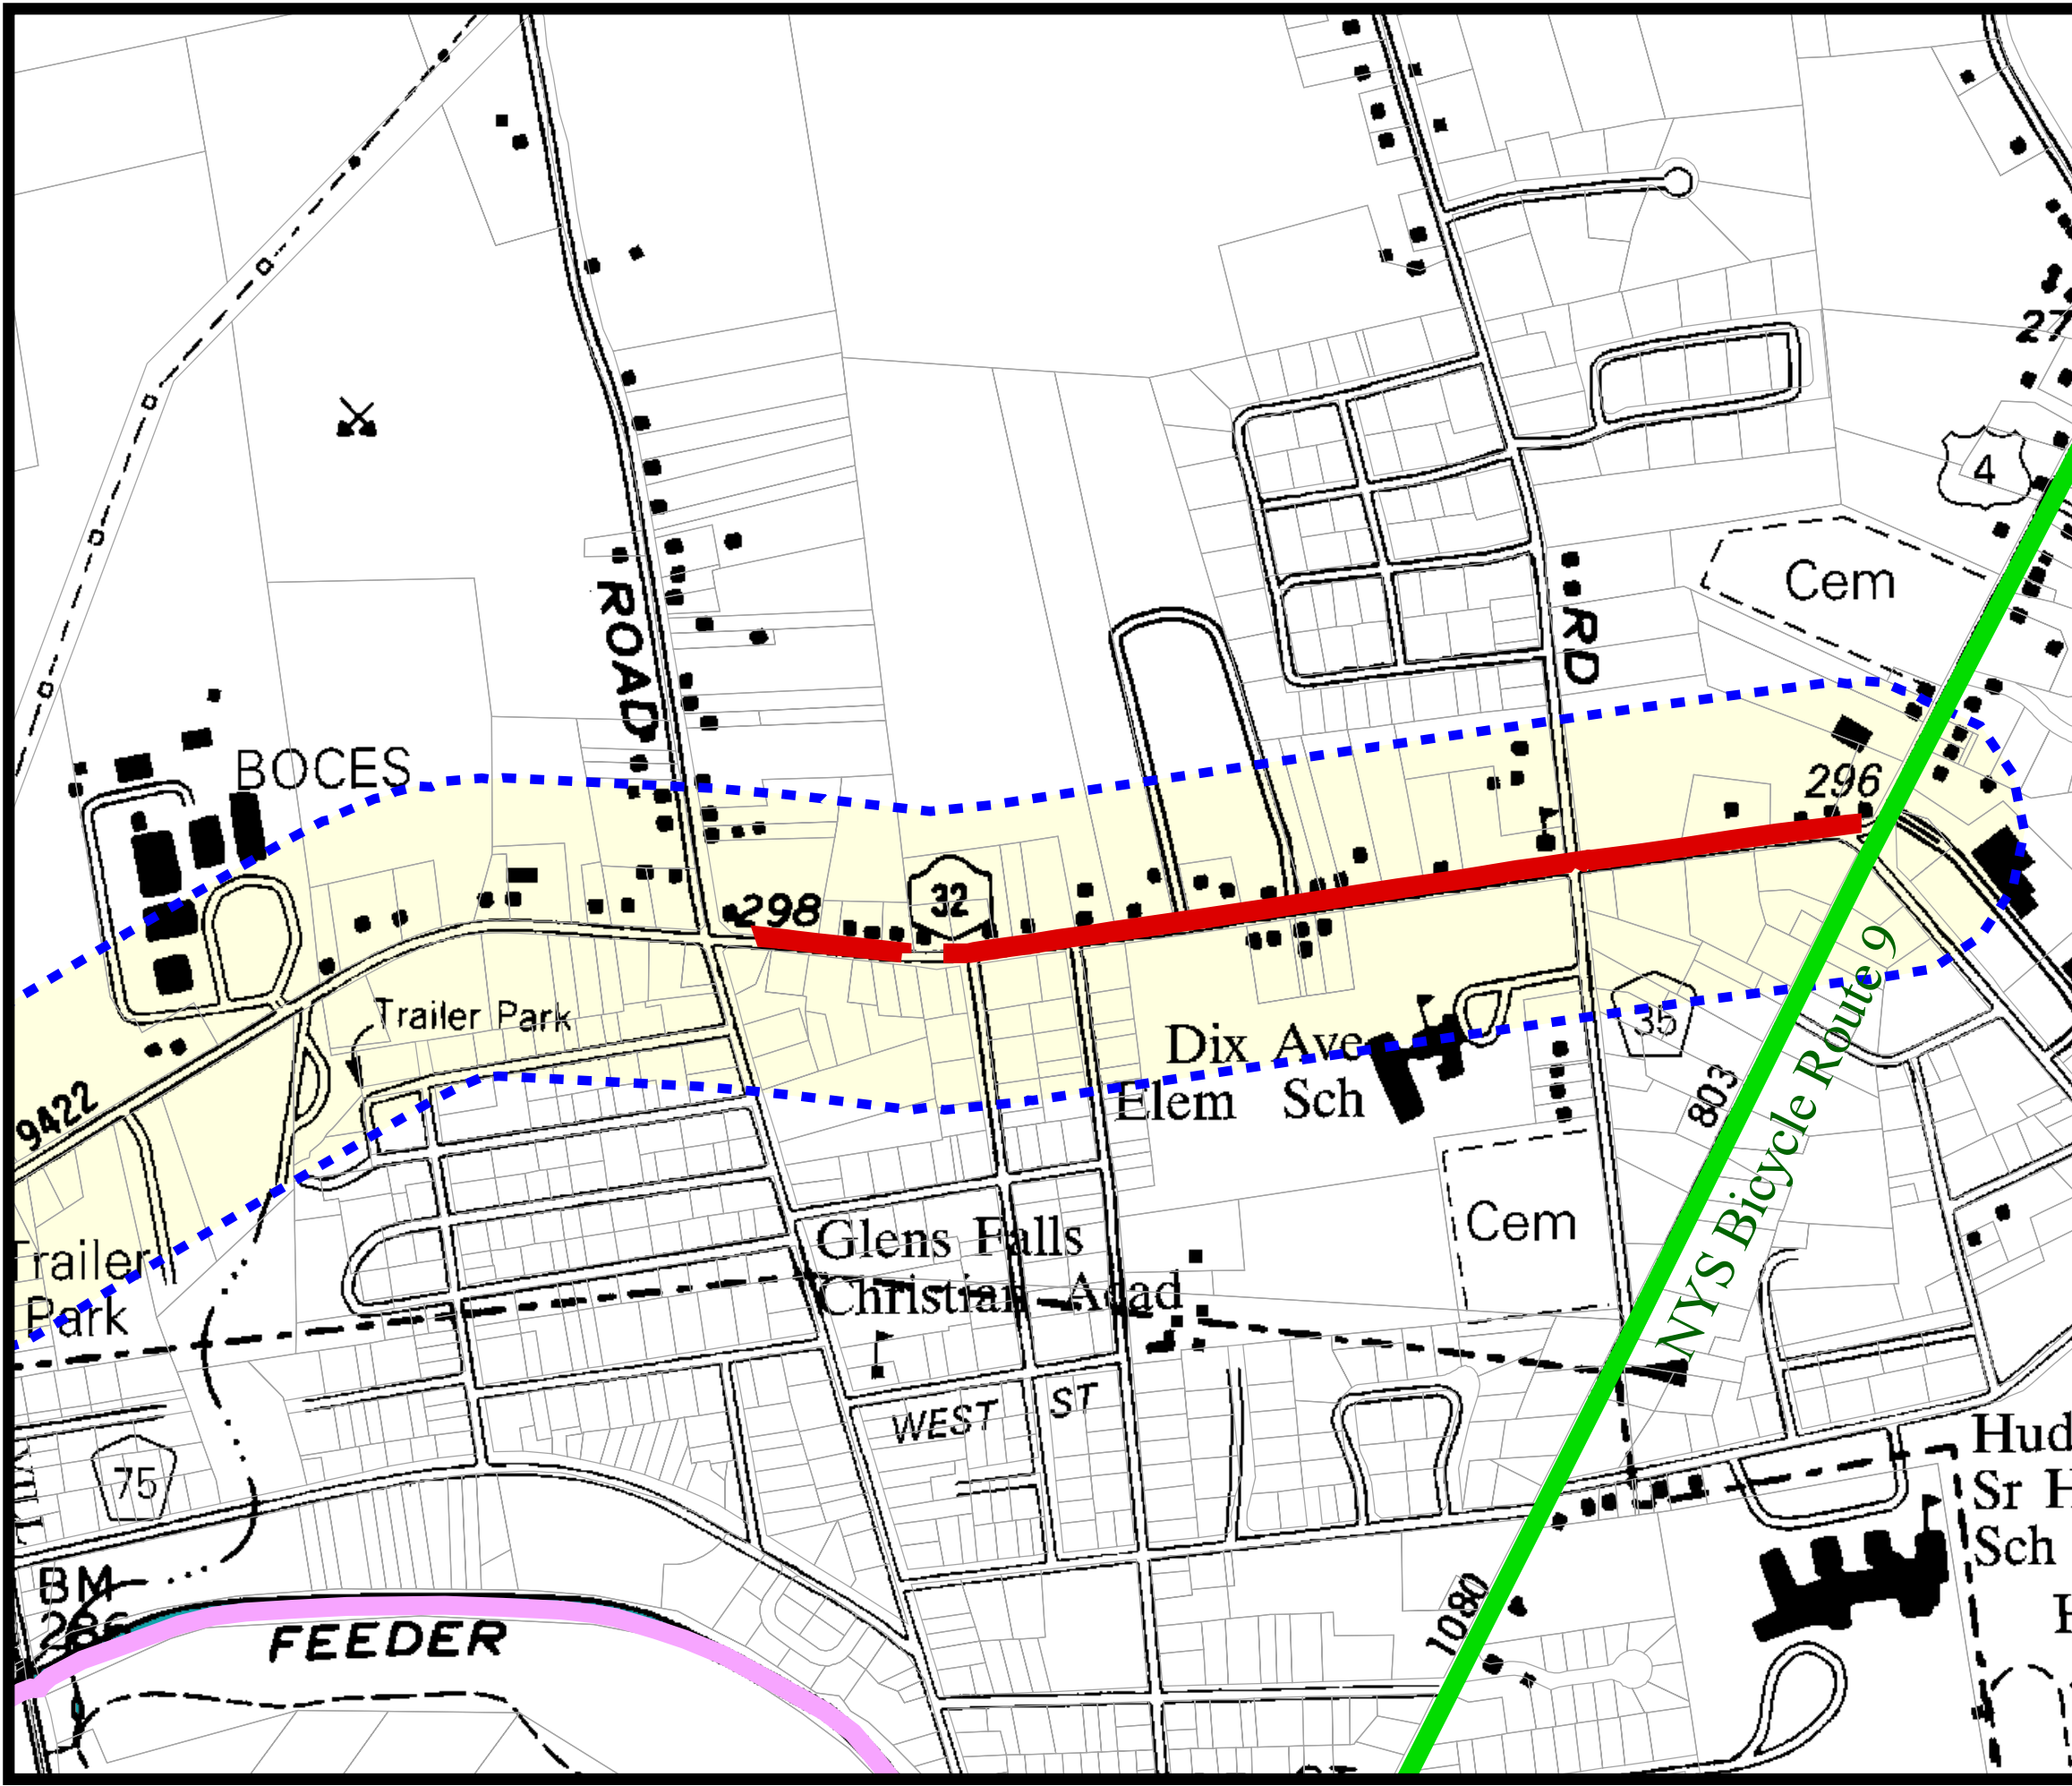 27
4
Cem
ROAD
RD
BOCES
296
298
32
Trailer Park
Dix Ave
Elem Sch
35
9422
803
NYS Bicycle Route 9
Trailer
Park
Glens Falls
Christian Acad
Cem
WEST ST
75
Hud
Sr H
Sch
BM
286
FEEDER
1080